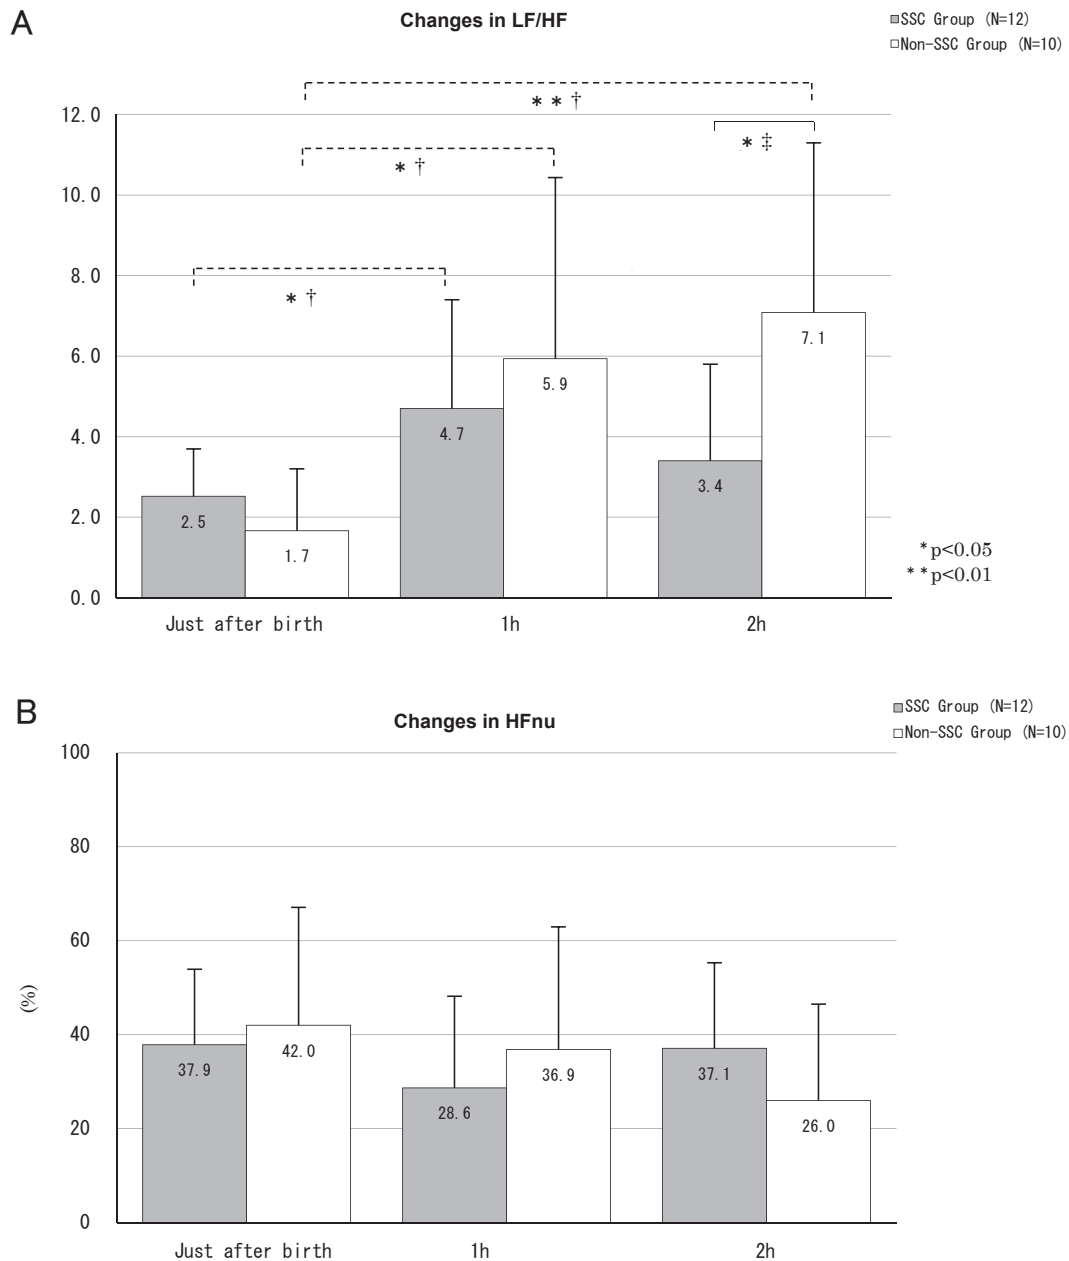 A
Changes in LF/HF
SSC Group (N=12)
Non-SSC Group (N=10)
**†
12.0
*‡
*†
10.0
8.0
*†
7.1
6.0
5.9
4.7
4.0
3.4
2.5
2.0
1.7
*p<0.05
**p<0.01
0.0
Just after birth 1h 2h
B
Changes in HFnu
SSC Group (N=12)
Non-SSC Group (N=10)
100
80
60
(%)
40
42.0
37.9
36.9
37.1
28.6
26.0
20
0
Just after birth 1h 2h